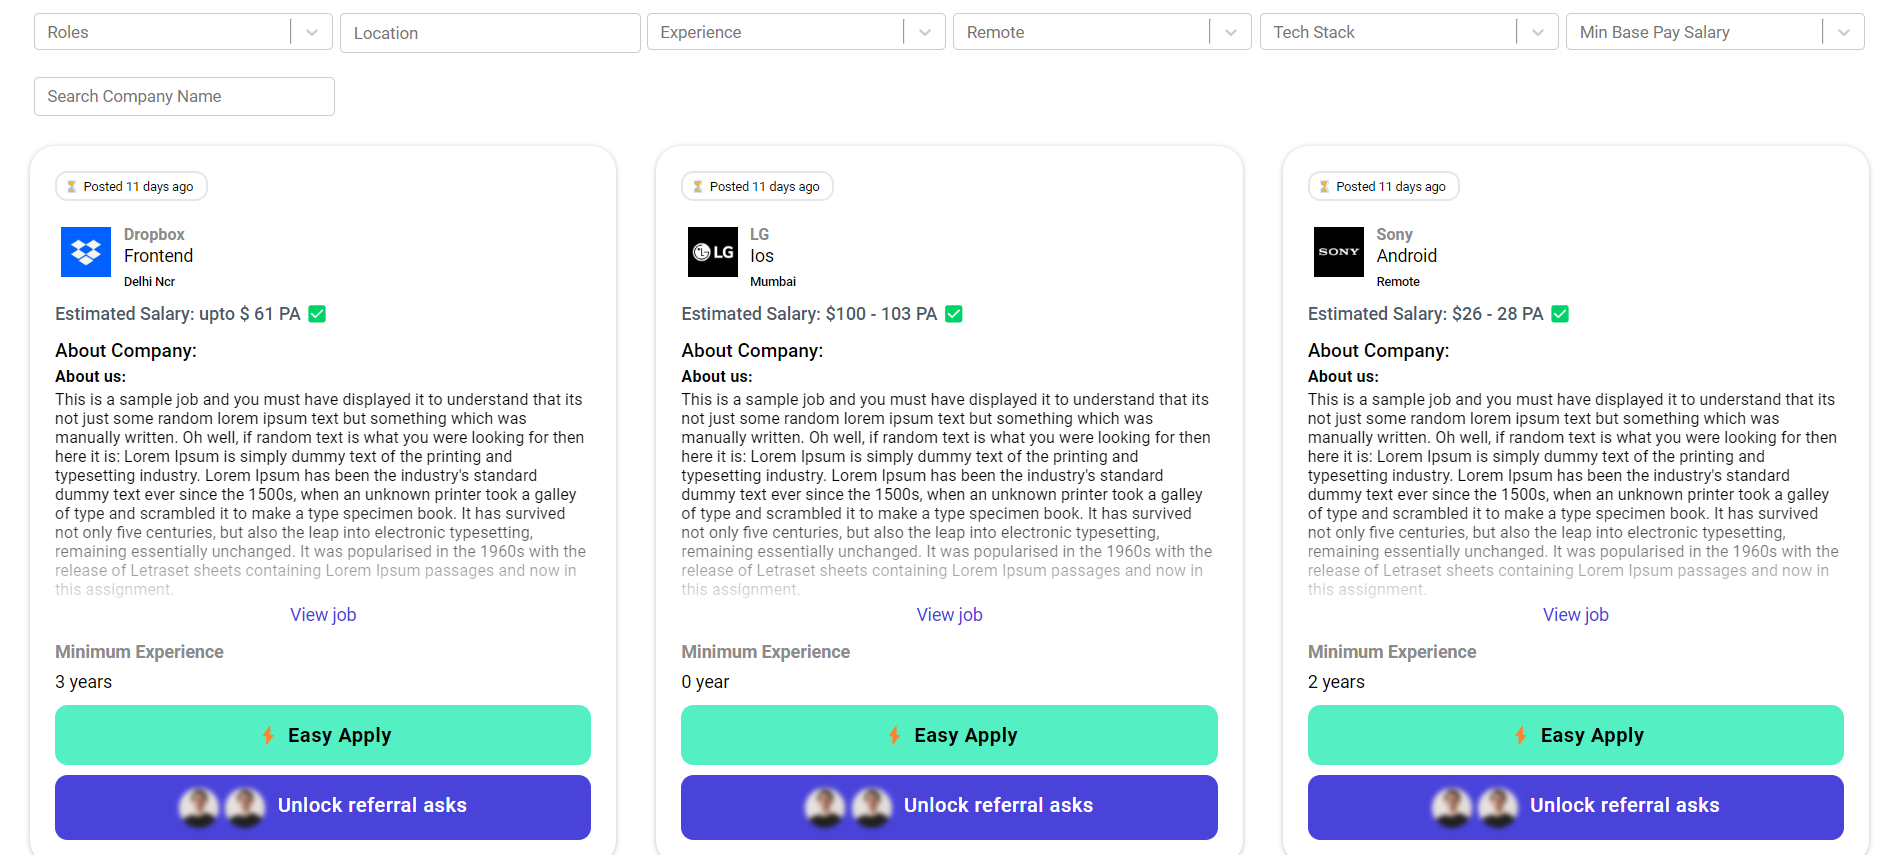 Roles
Location
Experience
Remote
Tech Stack
Min Base Pay Salary
Search Company Name
⏳ Posted 11 days ago
Dropbox
Frontend
Delhi Ncr
Estimated Salary: upto $ 61 PA ✅
About Company:
About us:
This is a sample job and you must have displayed it to understand that its
not just some random lorem ipsum text but something which was
manually written. Oh well, if random text is what you were looking for then
here it is: Lorem Ipsum is simply dummy text of the printing and
typesetting industry. Lorem Ipsum has been the industry's standard
dummy text ever since the 1500s, when an unknown printer took a galley
of type and scrambled it to make a type specimen book. It has survived
not only five centuries, but also the leap into electronic typesetting,
remaining essentially unchanged. It was popularised in the 1960s with the
release of Letraset sheets containing Lorem Ipsum passages and now in
this assignment.
View job
Minimum Experience
3 years
⚡ Easy Apply
Unlock referral asks
⏳ Posted 11 days ago
LG
LG
Ios
Mumbai
Estimated Salary: $100 - 103 PA ✅
About Company:
About us:
This is a sample job and you must have displayed it to understand that its
not just some random lorem ipsum text but something which was
manually written. Oh well, if random text is what you were looking for then
here it is: Lorem Ipsum is simply dummy text of the printing and
typesetting industry. Lorem Ipsum has been the industry's standard
dummy text ever since the 1500s, when an unknown printer took a galley
of type and scrambled it to make a type specimen book. It has survived
not only five centuries, but also the leap into electronic typesetting,
remaining essentially unchanged. It was popularised in the 1960s with the
release of Letraset sheets containing Lorem Ipsum passages and now in
this assignment.
View job
Minimum Experience
0 year
⚡ Easy Apply
Unlock referral asks
⏳ Posted 11 days ago
SONY
Sony
Android
Remote
Estimated Salary: $26 - 28 PA ✅
About Company:
About us:
This is a sample job and you must have displayed it to understand that its
not just some random lorem ipsum text but something which was
manually written. Oh well, if random text is what you were looking for then
here it is: Lorem Ipsum is simply dummy text of the printing and
typesetting industry. Lorem Ipsum has been the industry's standard
dummy text ever since the 1500s, when an unknown printer took a galley
of type and scrambled it to make a type specimen book. It has survived
not only five centuries, but also the leap into electronic typesetting,
remaining essentially unchanged. It was popularised in the 1960s with the
release of Letraset sheets containing Lorem Ipsum passages and now in
this assignment.
View job
Minimum Experience
2 years
⚡ Easy Apply
Unlock referral asks